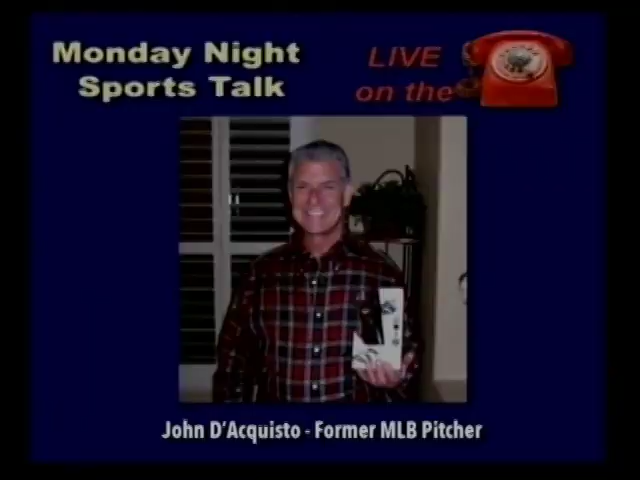 Monday Night
Sports Talk
LIVE
on the
John D'Acquisto - Former MLB Pitcher